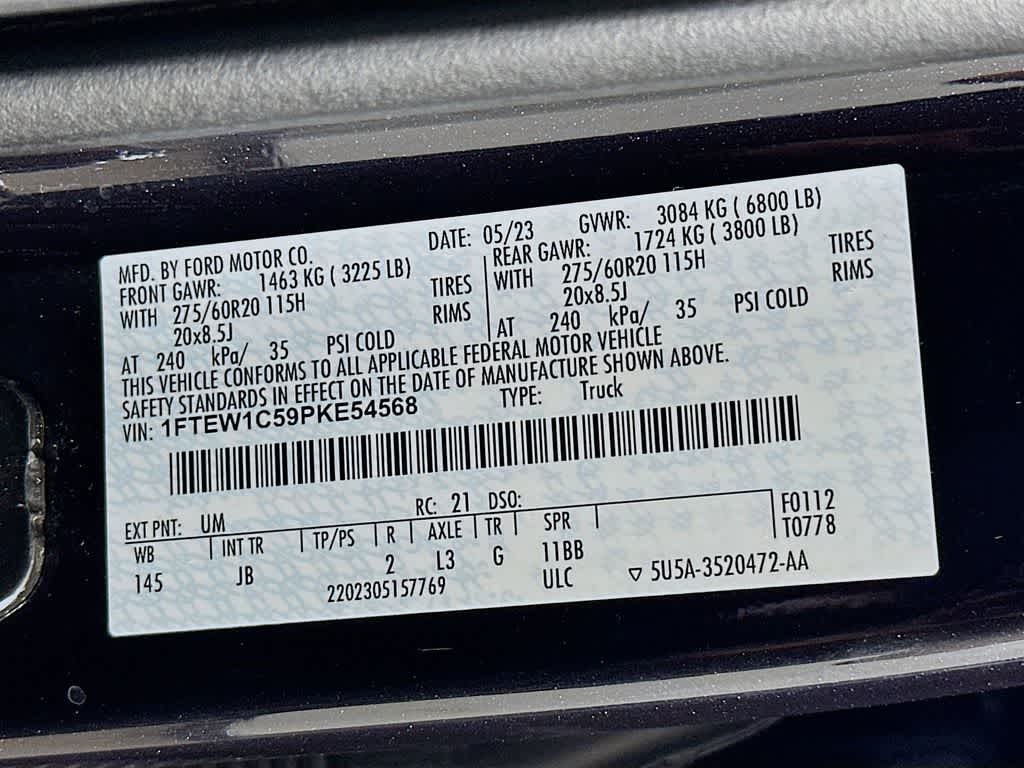 MFD. BY FORD MOTOR CO. DATE: 05/23 GVWR: 3084 KG ( 6800 LB)
FRONT GAWR: 1463 KG ( 3225 LB) REAR GAWR: 1724 KG ( 3800 LB)
WITH 275/60R20 115H TIRES WITH 275/60R20 115H TIRES
20x8.5J RIMS 20x8.5J RIMS
AT 240 kPa/ 35 PSI COLD AT 240 kPa/ 35 PSI COLD
THIS VEHICLE CONFORMS TO ALL APPLICABLE FEDERAL MOTOR VEHICLE
SAFETY STANDARDS IN EFFECT ON THE DATE OF MANUFACTURE SHOWN ABOVE.
VIN: 1FTEW1C59PKE54568 TYPE: Truck
EXT PNT: UM RC: 21 DSO: F0112
WB INT TR TP/PS R AXLE TR SPR T0778
145 JB 2 L3 G 11BB
2202305157769 ULC ▽ 5U5A-3520472-AA